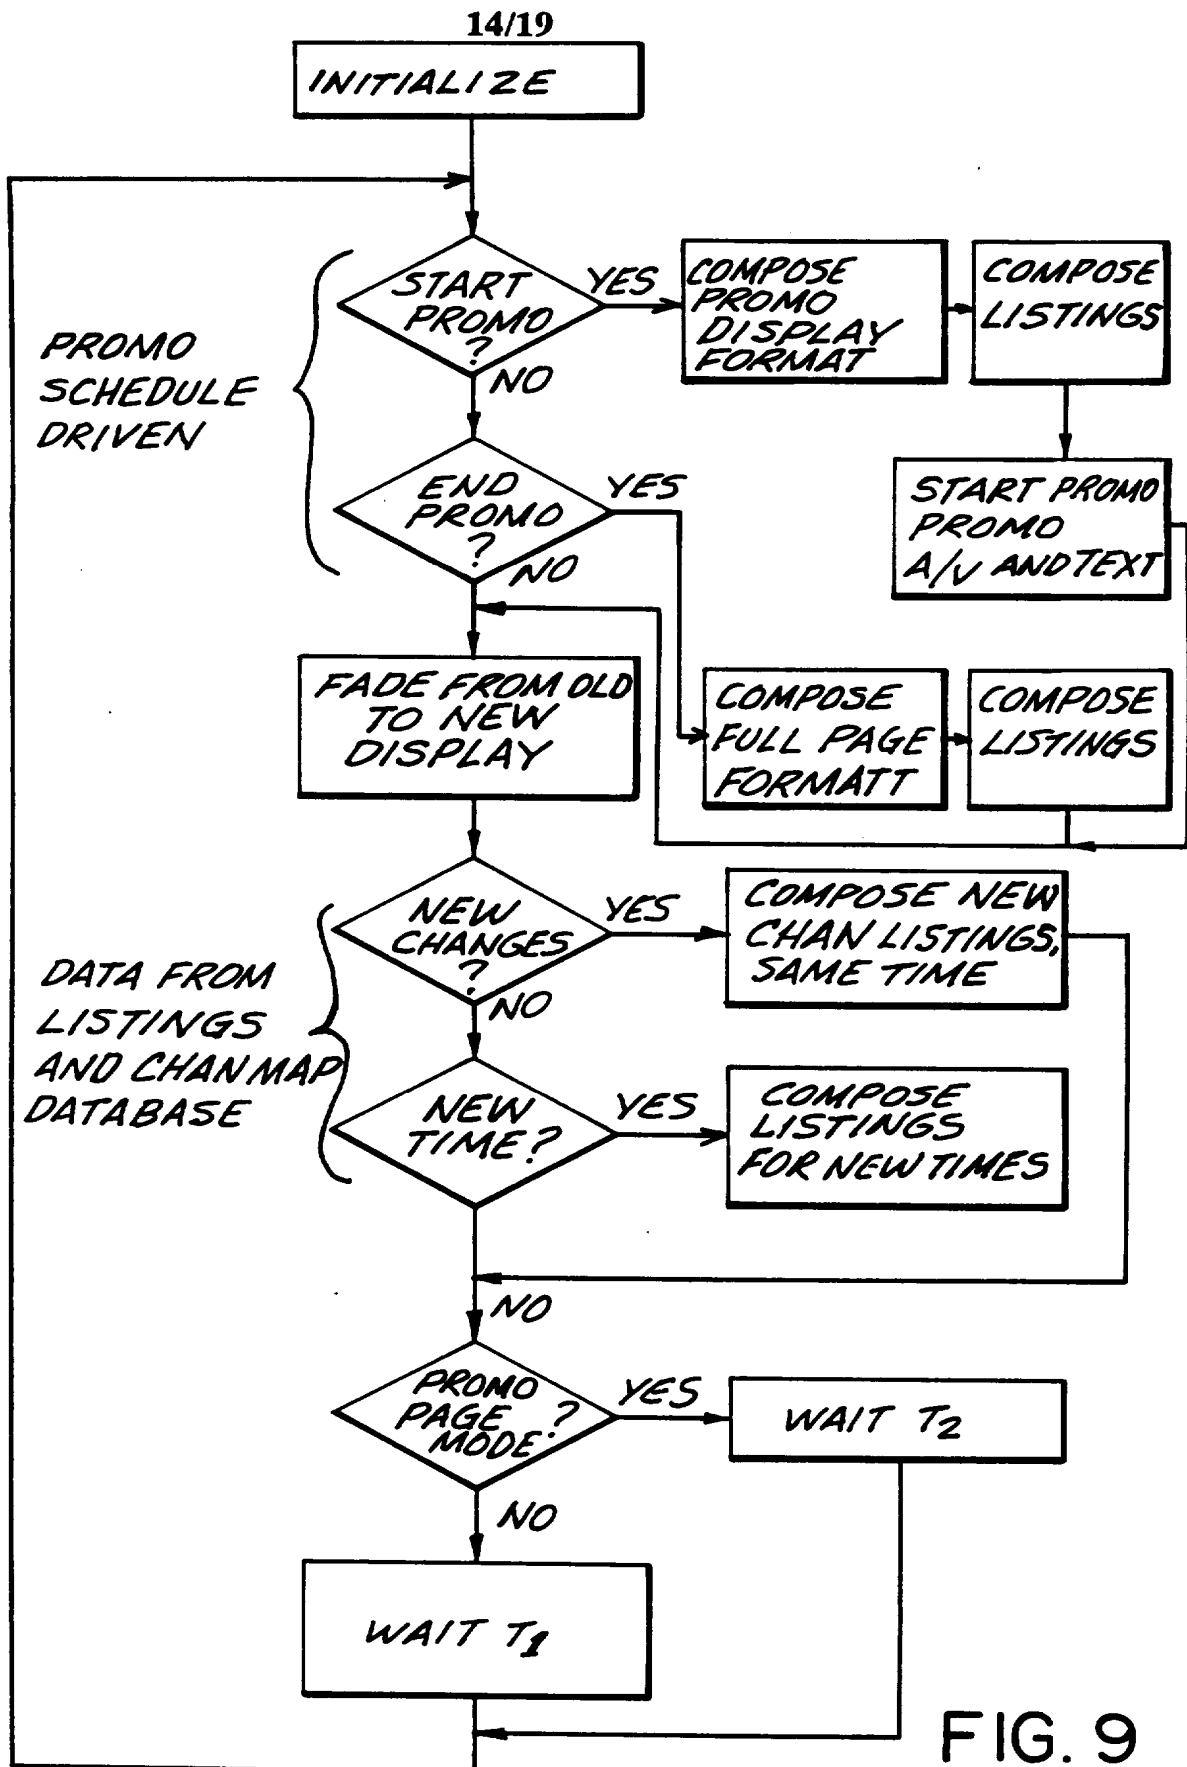 14/19
INITIALIZE
START
PROMO
?
YES
COMPOSE
PROMO
DISPLAY
FORMAT
COMPOSE
LISTINGS
NO
PROMO
SCHEDULE
DRIVEN
END
PROMO
?
YES
START PROMO
PROMO
A/V AND TEXT
NO
FADE FROM OLD
TO NEW
DISPLAY
COMPOSE
FULL PAGE
FORMATT
COMPOSE
LISTINGS
NEW
CHANGES
?
YES
COMPOSE NEW
CHAN LISTINGS,
SAME TIME
NO
DATA FROM
LISTINGS
AND CHAN MAP
DATABASE
NEW
TIME?
YES
COMPOSE
LISTINGS
FOR NEW TIMES
NO
PROMO
PAGE ?
MODE
YES
WAIT T2
NO
WAIT T1
FIG. 9